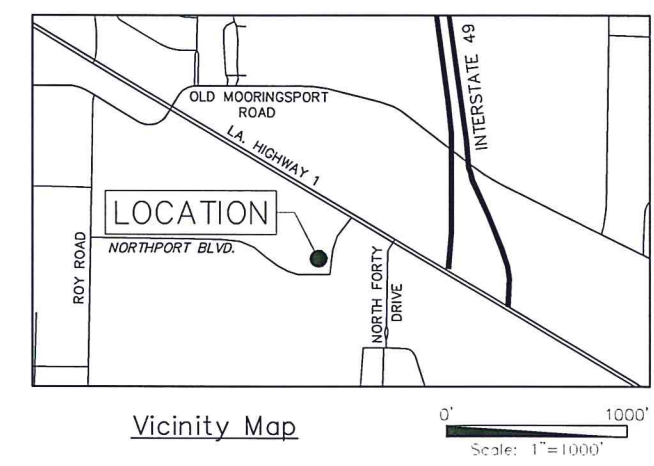 OLD MOORINGSPORT
ROAD
INTERSTATE 49
LA. HIGHWAY 1
LOCATION
NORTHPORT BLVD.
ROY ROAD
NORTH FORTY
DRIVE
Vicinity Map
0' 1000'
Scale: 1"=1000'